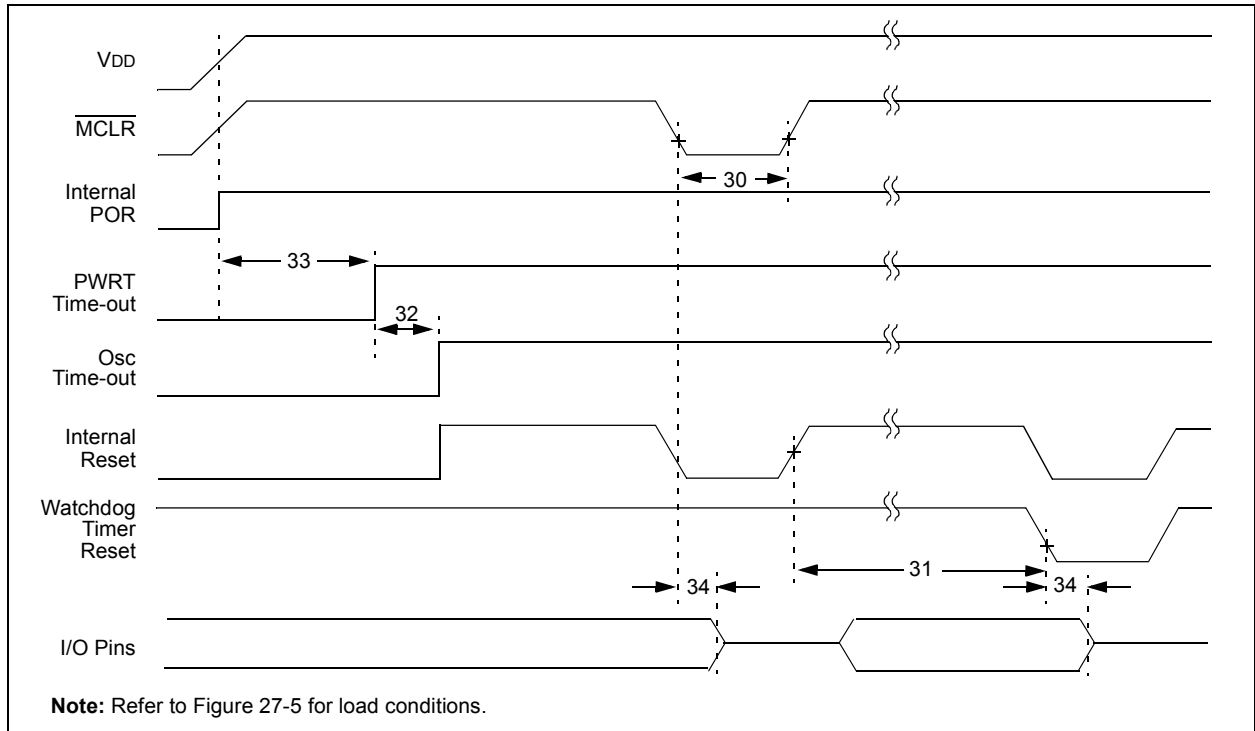 VDD
MCLR
Internal
POR
30
33
PWRT
Time-out
32
Osc
Time-out
Internal
Reset
Watchdog
Timer
Reset
31
34
34
I/O Pins
Note: Refer to Figure 27-5 for load conditions.